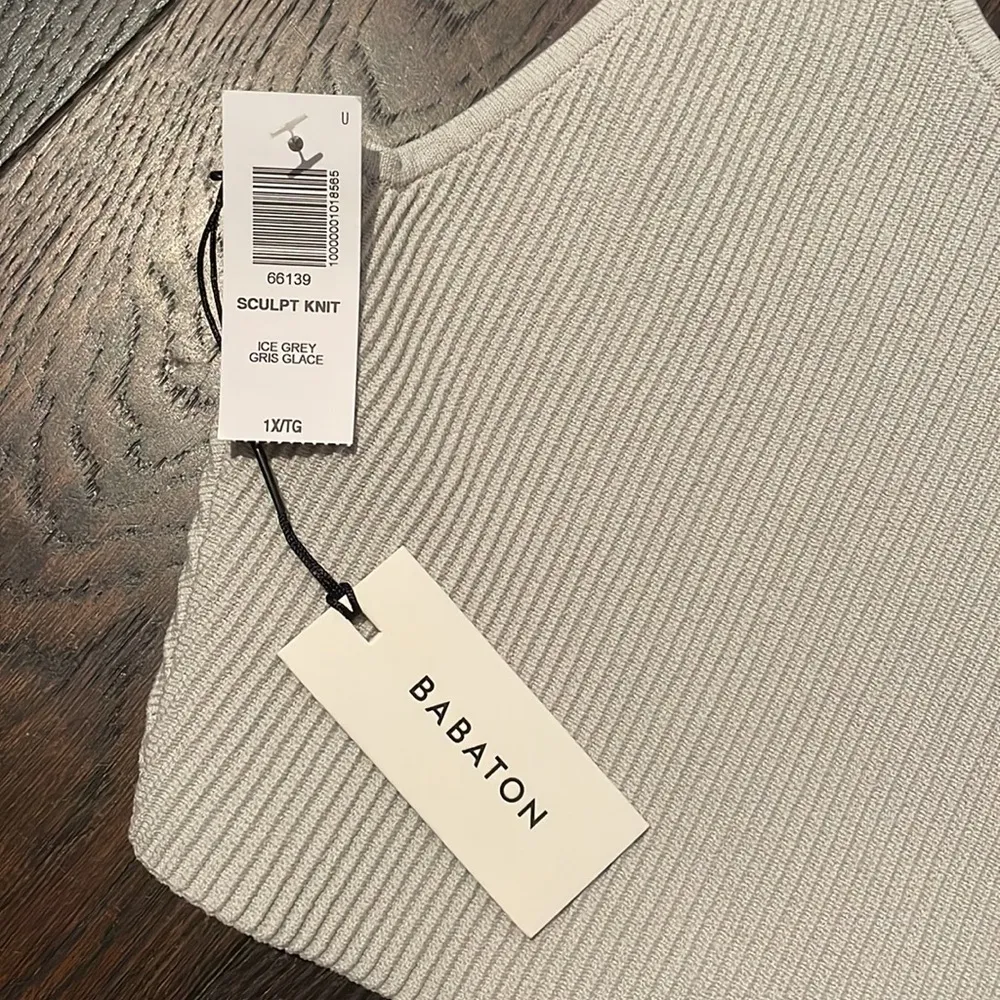 U
10000001018565
66139
SCULPT KNIT
ICE GREY
GRIS GLACE
1X/TG
BABATON